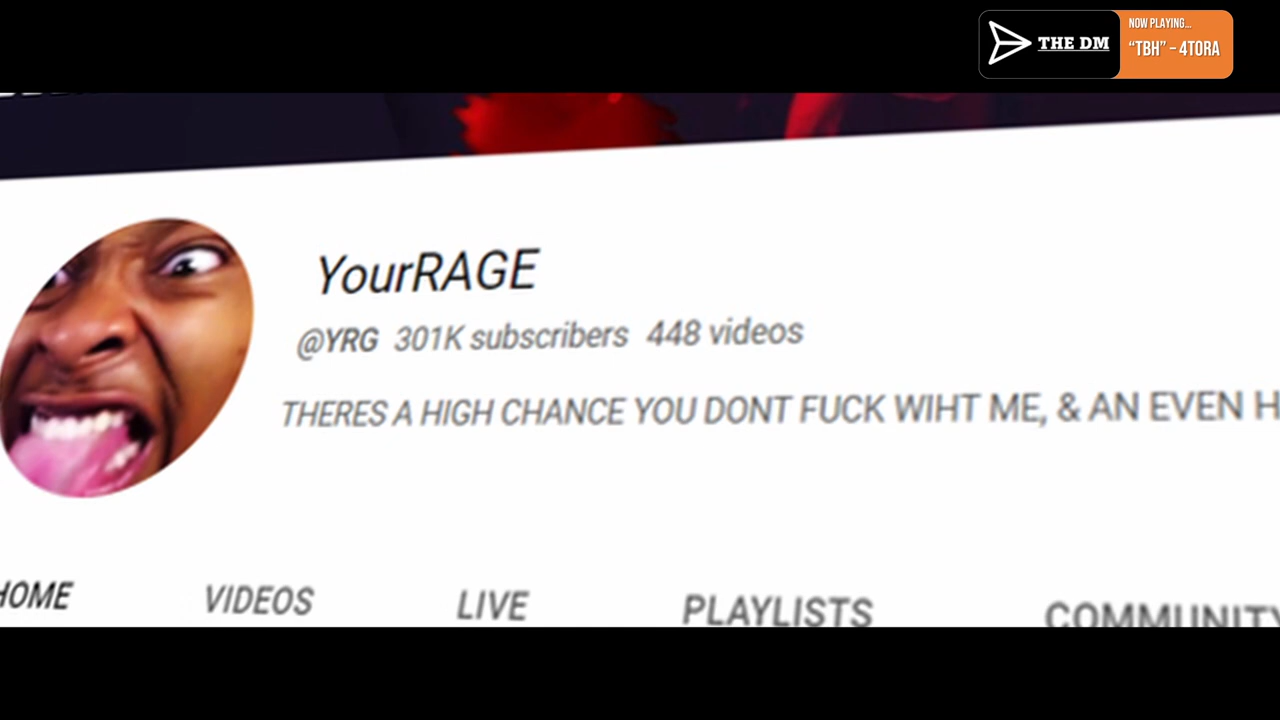 NOW PLAYING...
THE DM
“TBH” – 4TORA
YourRAGE
@YRG 301K subscribers 448 videos
THERES A HIGH CHANCE YOU DONT FUCK WIHT ME, & AN EVEN H
HOME VIDEOS LIVE PLAYLISTS COMMUNITY